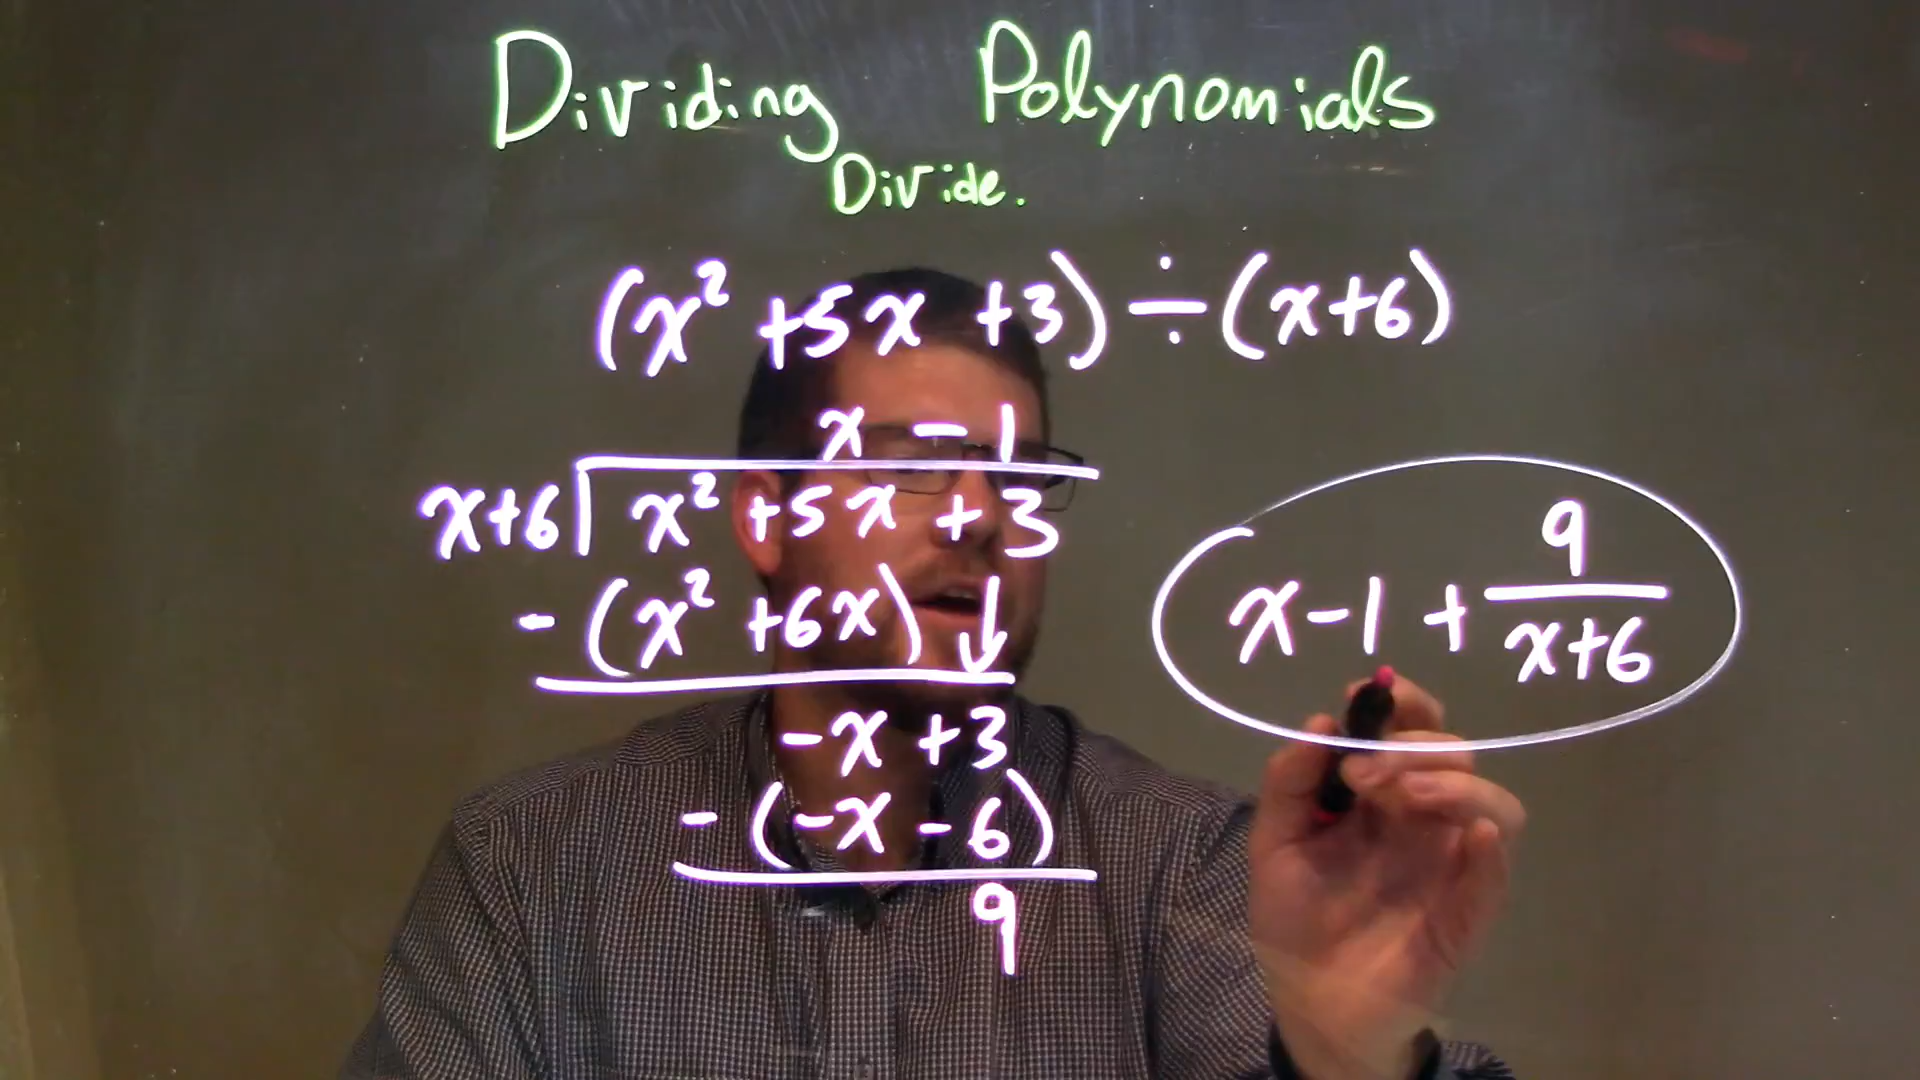 Dividing Polynomials
Divide.
(x² +5x +3) ÷ (x+6)
x - 1
x+6 x² +5x + 3
- (x² +6x) ↓
-x +3
- (-x - 6)
9
x - 1 + 9/(x+6)